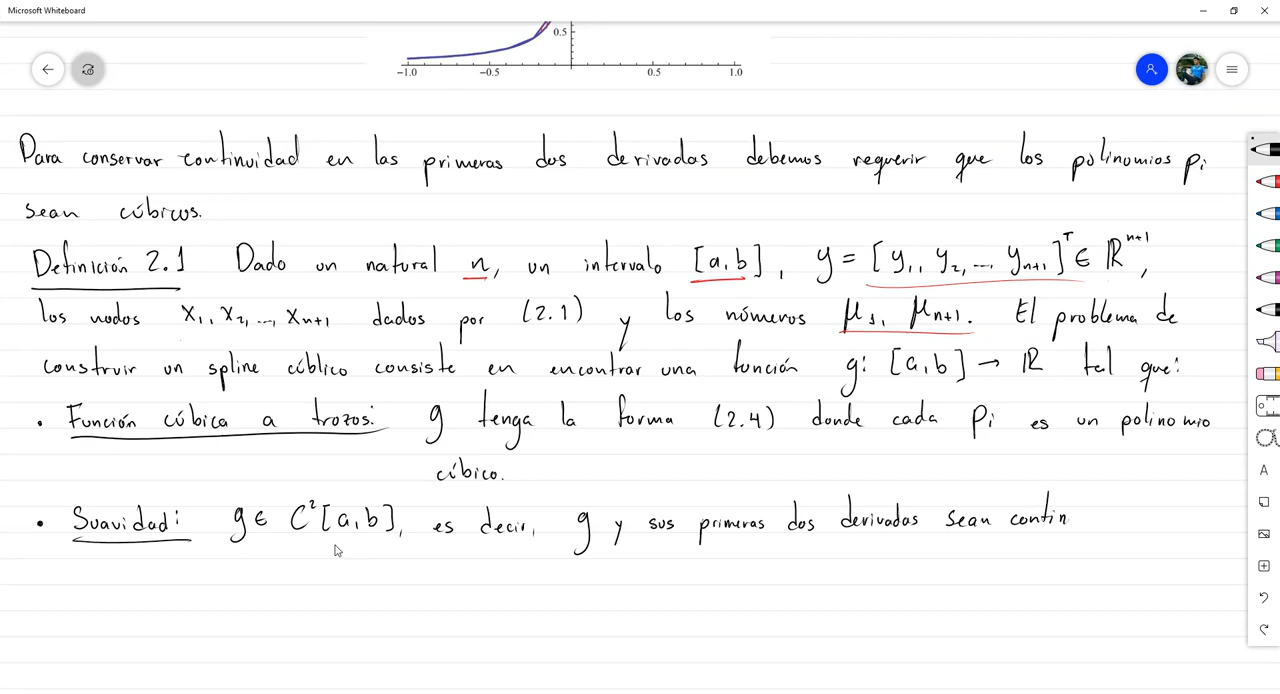 Microsoft Whiteboard
0.5
-1.0 -0.5 0.5 1.0
Para conservar continuidad en las primeras dos derivadas debemos requerir que los polinomios pi
sean cúbicos.
Definición 2.1 Dado un natural n, un intervalo [a,b], y = [y₁, y₂, ..., yₙ₊₁]ᵀ ∈ ℝⁿ⁺¹,
los nodos x₁, x₂, ..., xₙ₊₁ dados por (2.1) y los números μ₁, μₙ₊₁. El problema de
construir un spline cúblico consiste en encontrar una función g: [a,b] → ℝ tal que:
• Función cúbica a trozos: g tenga la forma (2.4) donde cada Pi es un polinomio
cúbico.
• Suavidad: g ∈ C²[a,b], es decir, g y sus primeras dos derivadas sean contin
A